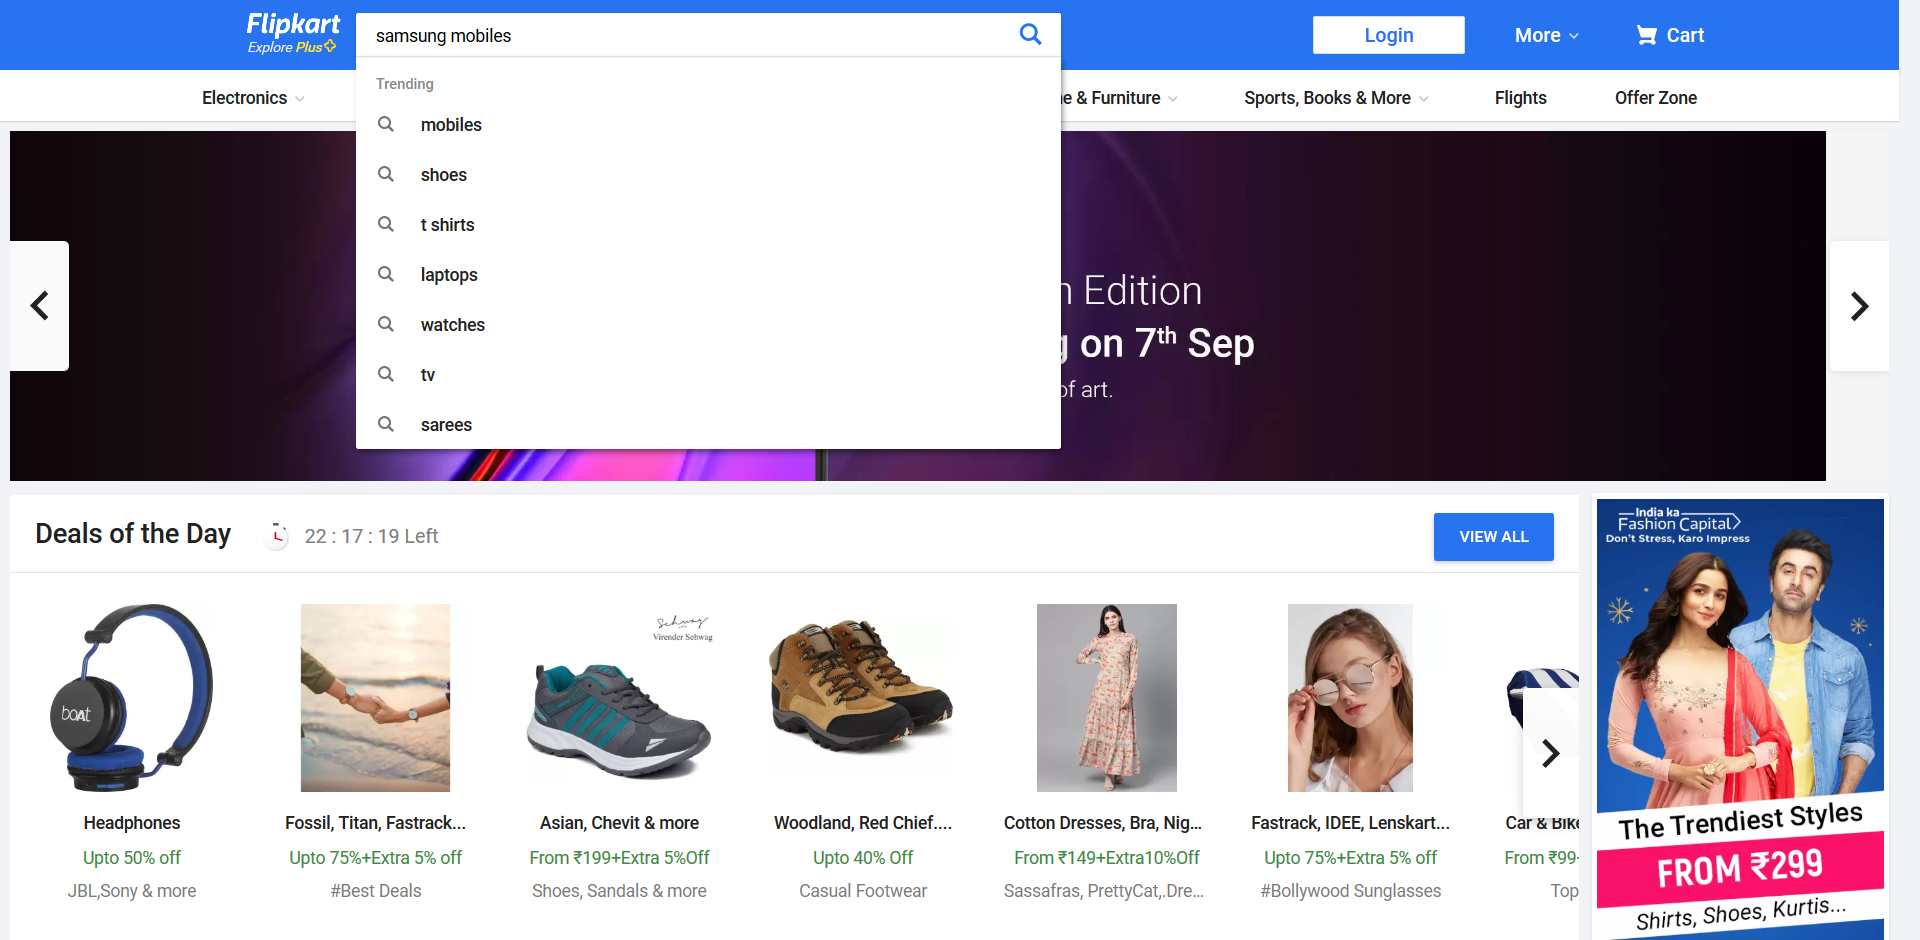 Flipkart
Explore Plus
samsung mobiles
Login
More
Cart
Electronics
Trending
mobiles
shoes
t shirts
laptops
watches
tv
sarees
e & Furniture
Sports, Books & More
Flights
Offer Zone
n Edition
g on 7th Sep
of art.
Deals of the Day
22 : 17 : 19 Left
VIEW ALL
boAt
Headphones
Upto 50% off
JBL,Sony & more
Fossil, Titan, Fastrack...
Upto 75%+Extra 5% off
#Best Deals
Sehwag
Virender Sehwag
Asian, Chevit & more
From ₹199+Extra 5%Off
Shoes, Sandals & more
Woodland, Red Chief....
Upto 40% Off
Casual Footwear
Cotton Dresses, Bra, Nig...
From ₹149+Extra10%Off
Sassafras, PrettyCat,.Dre...
Fastrack, IDEE, Lenskart...
Upto 75%+Extra 5% off
#Bollywood Sunglasses
Car & Bike
From ₹99+
Top
India ka
Fashion Capital
Don't Stress, Karo Impress
The Trendiest Styles
FROM ₹299
Shirts, Shoes, Kurtis...